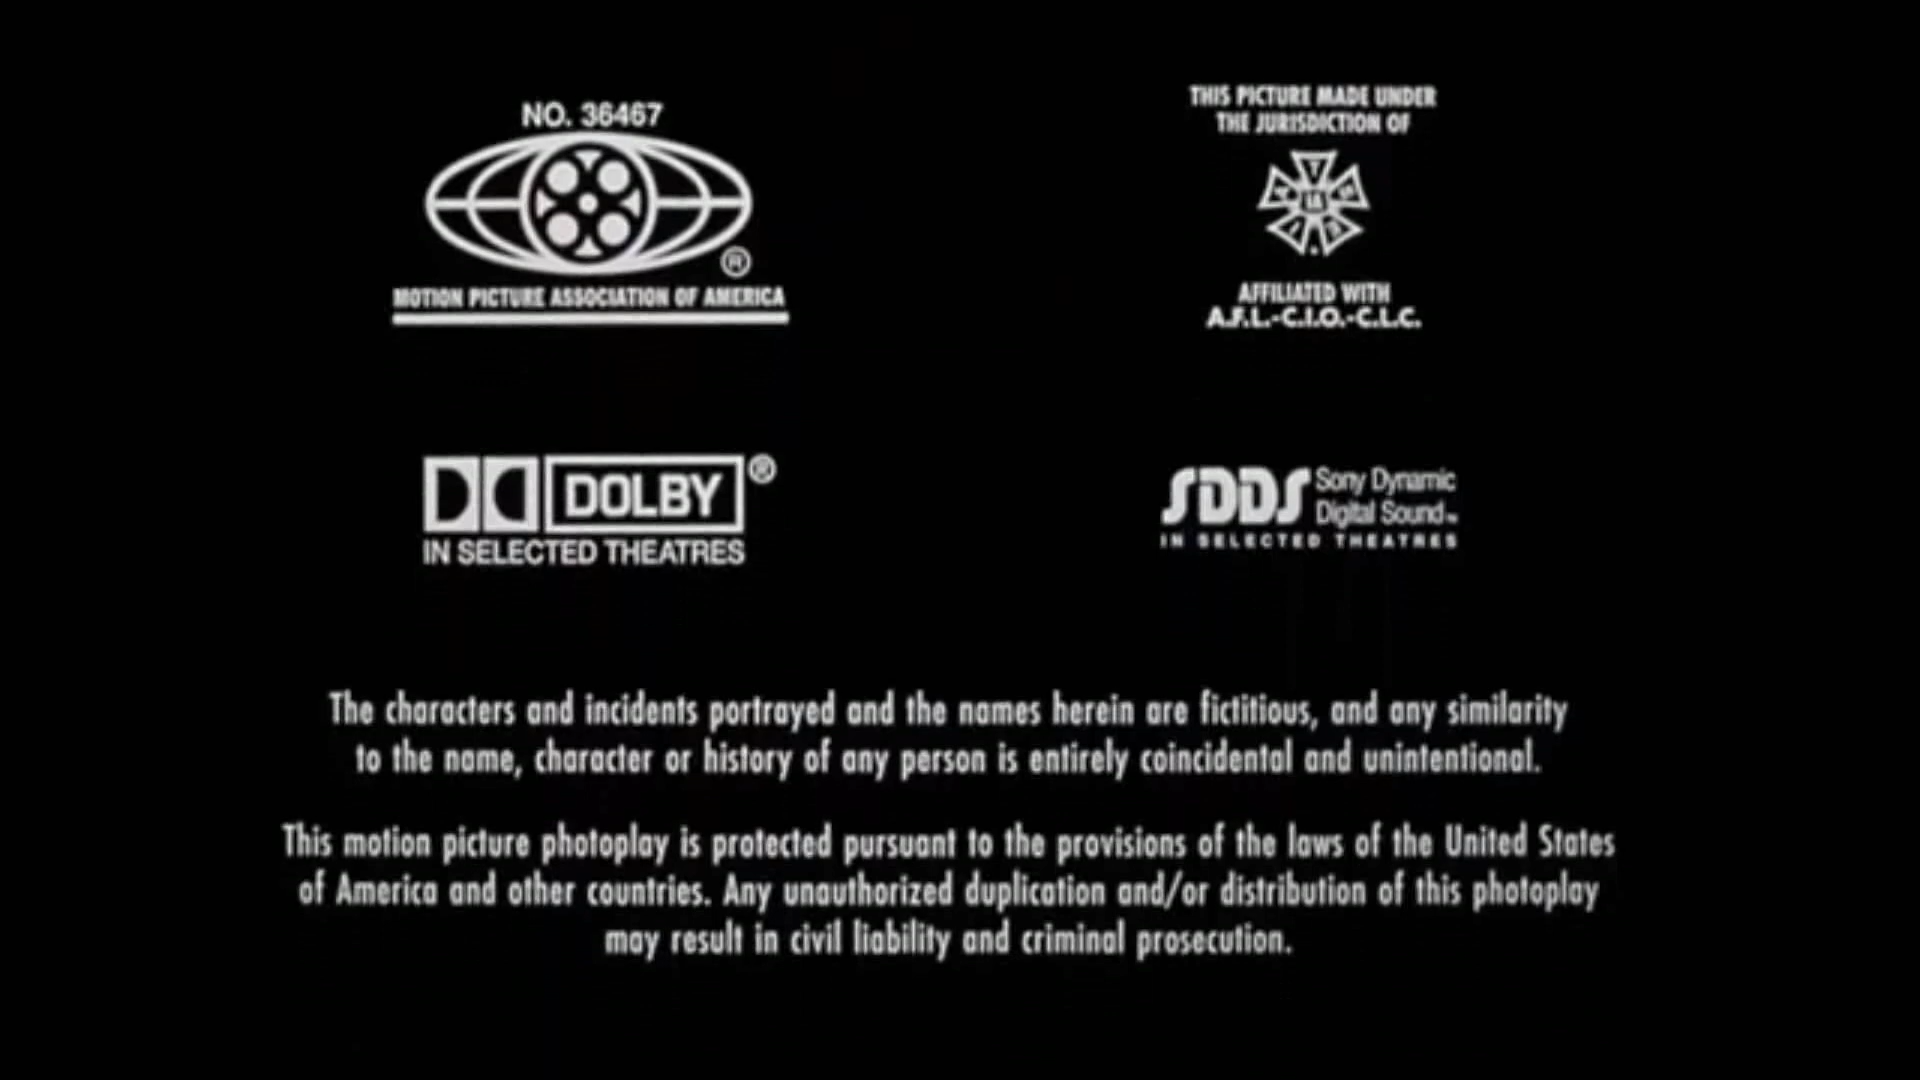 NO. 36467
®
MOTION PICTURE ASSOCIATION OF AMERICA
THIS PICTURE MADE UNDER
THE JURISDICTION OF
IA
AFFILIATED WITH
A.F.L.-C.I.O.-C.L.C.
DOLBY®
IN SELECTED THEATRES
SDDS Sony Dynamic
Digital Sound™
IN SELECTED THEATRES
The characters and incidents portrayed and the names herein are fictitious, and any similarity
to the name, character or history of any person is entirely coincidental and unintentional.
This motion picture photoplay is protected pursuant to the provisions of the laws of the United States
of America and other countries. Any unauthorized duplication and/or distribution of this photoplay
may result in civil liability and criminal prosecution.